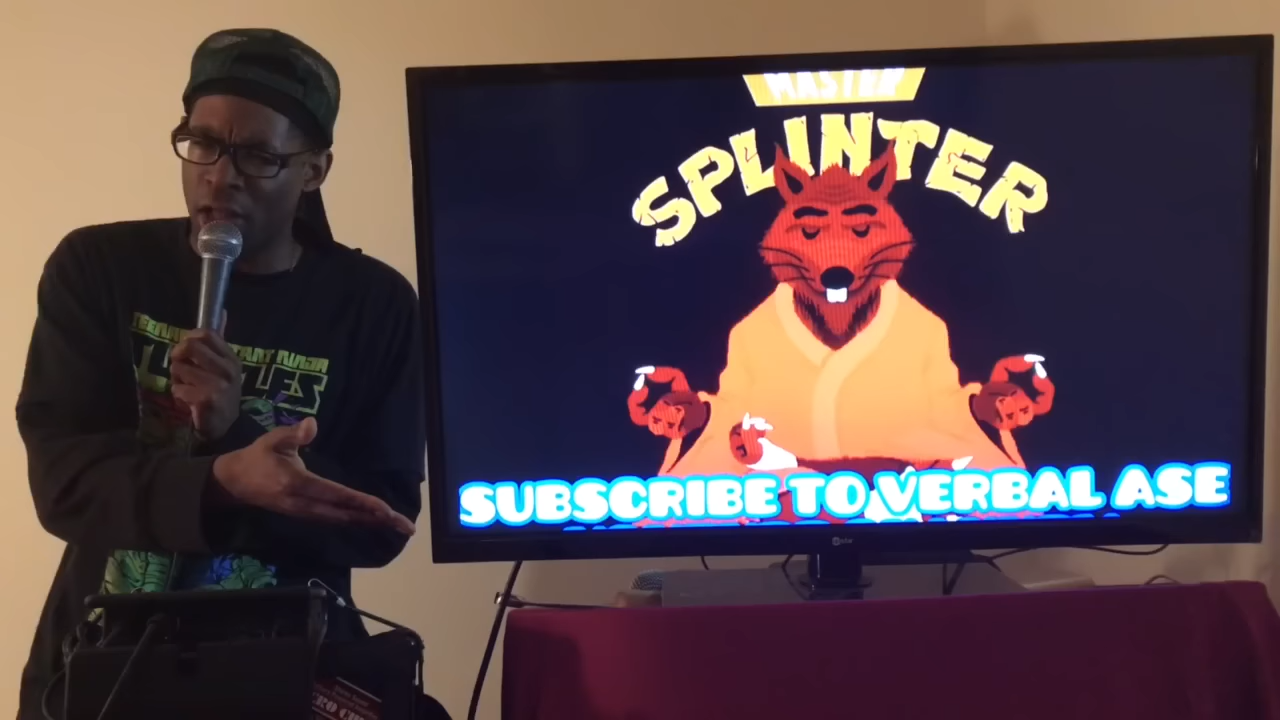 MASTER
SPLINTER
SUBSCRIBE TO VERBAL ASE
TEENAGE MUTANT NINJA
TURTLES